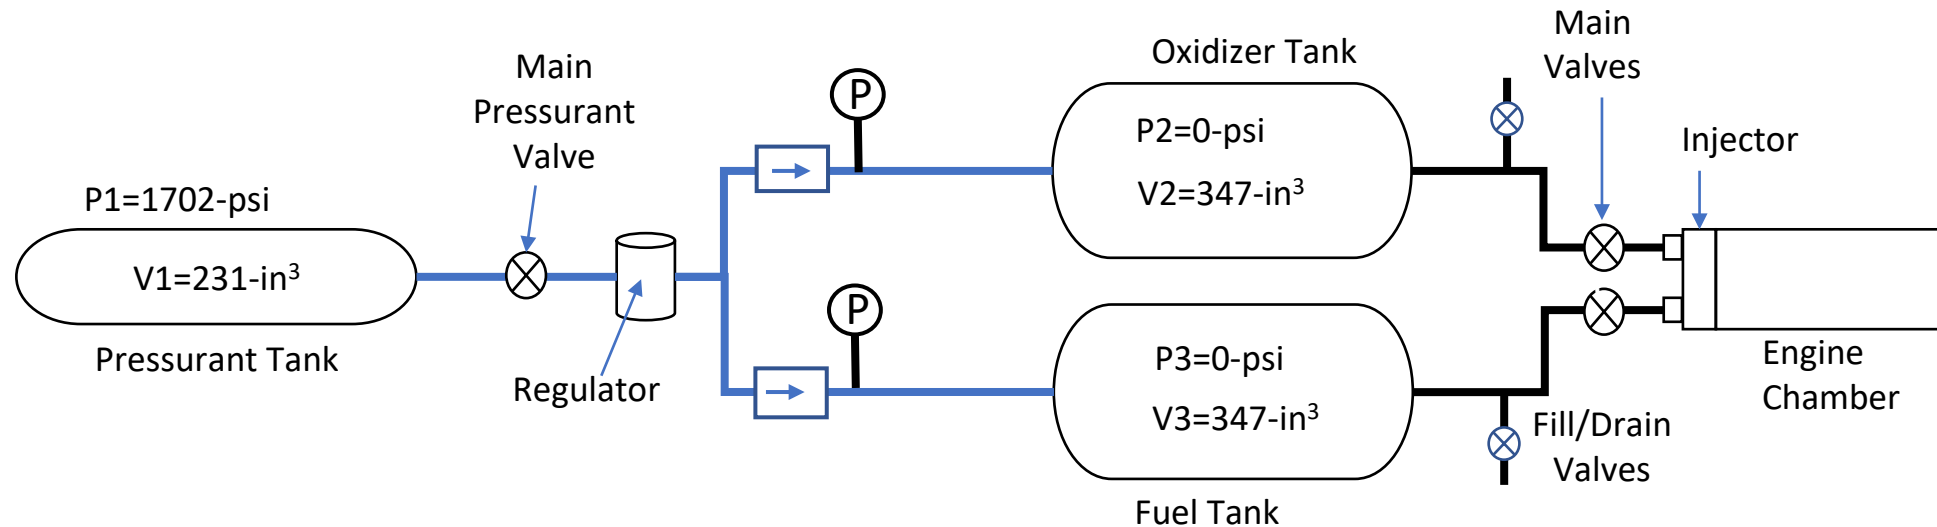 P1=1702-psi
V1=231-in³
Pressurant Tank
Main
Pressurant
Valve
Regulator
P
P
Oxidizer Tank
P2=0-psi
V2=347-in³
P3=0-psi
V3=347-in³
Fuel Tank
Main
Valves
Injector
Fill/Drain
Valves
Engine
Chamber